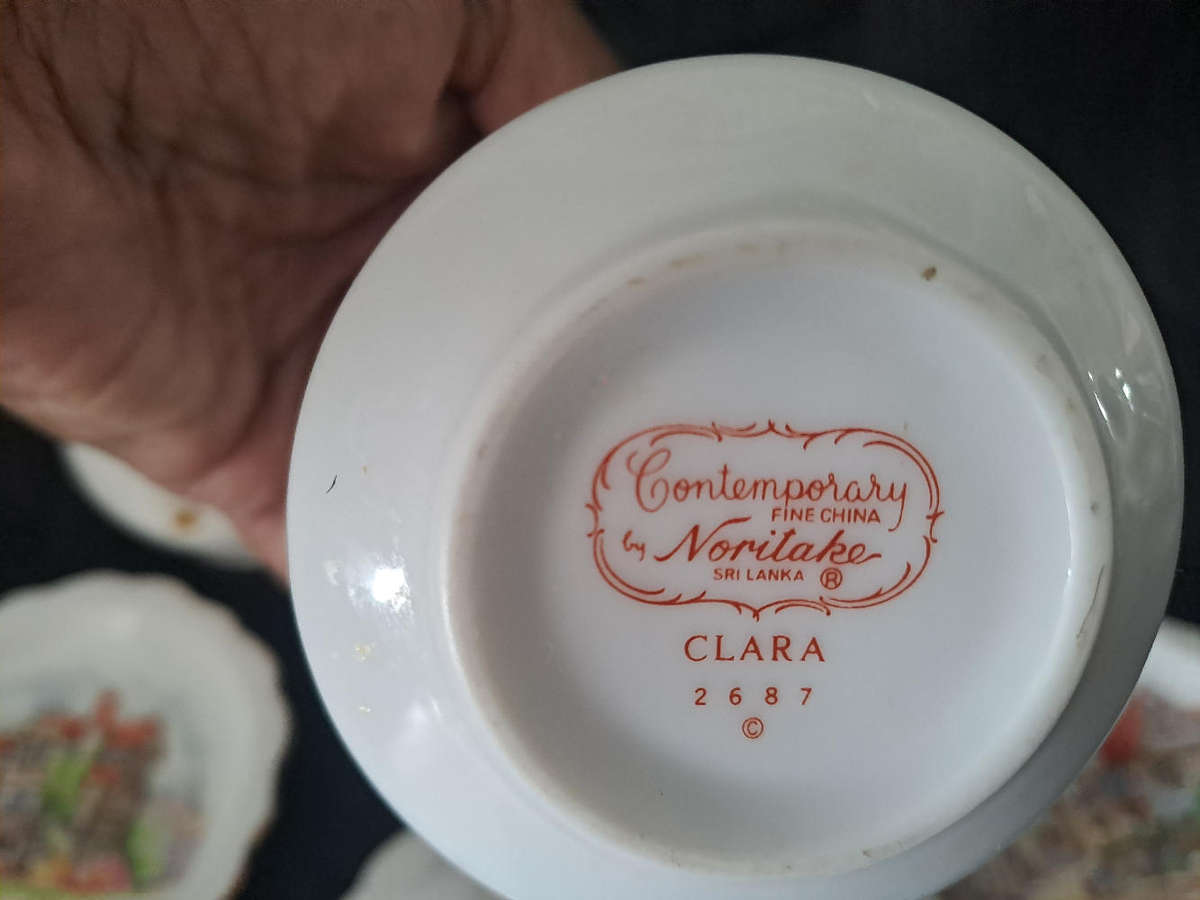 Contemporary
FINE CHINA
by Noritake
SRI LANKA ®
CLARA
2687
©